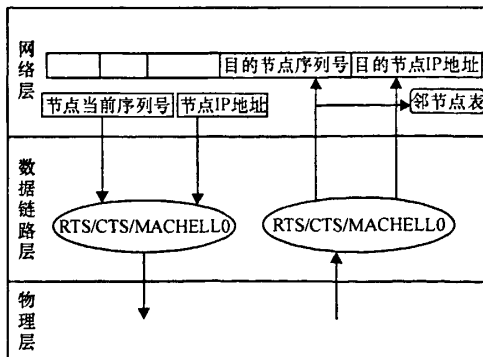 网络层
目的节点序列号 目的节点IP地址
节点当前序列号 节点IP地址 邻节点表
数据链路层
RTS/CTS/MACHELL0 RTS/CTS/MACHELL0
物理层